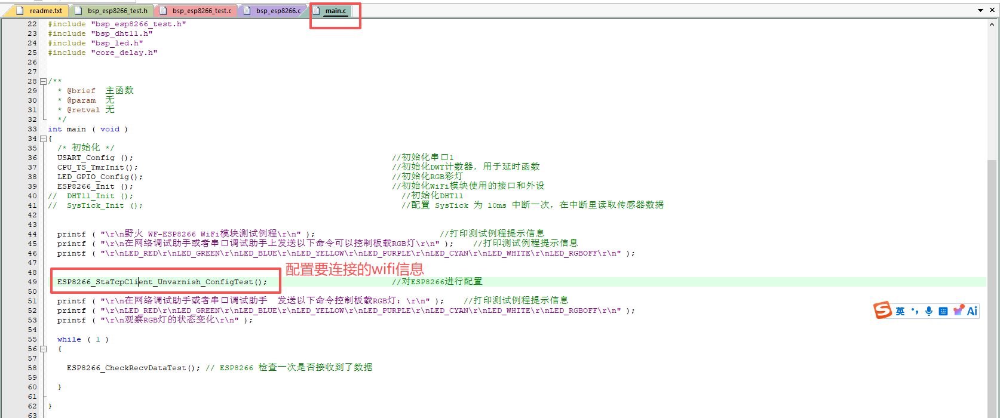 readme.txt bsp_esp8266_test.h bsp_esp8266_test.c bsp_esp8266.c main.c
22 #include "bsp_esp8266_test.h"
23 #include "bsp_dht11.h"
24 #include "bsp_led.h"
25 #include "core_delay.h"
26
27
28 /**
29 * @brief 主函数
30 * @param 无
31 * @retval 无
32 */
33 int main ( void )
34 {
35 /* 初始化 */
36 USART_Config (); //初始化串口1
37 CPU_TS_TmrInit(); //初始化DWT计数器，用于延时函数
38 LED_GPIO_Config(); //初始化RGB彩灯
39 ESP8266_Init (); //初始化WiFi模块使用的接口和外设
40 // DHT11_Init (); //初始化DHT11
41 // SysTick_Init (); //配置 SysTick 为 10ms 中断一次，在中断里读取传感器数据
42
43
44 printf ( "\r\n野火 WF-ESP8266 WiFi模块测试例程\r\n" ); //打印测试例程提示信息
45 printf ( "\r\n在网络调试助手或者串口调试助手上发送以下命令可以控制板载RGB灯\r\n" ); //打印测试例程提示信息
46 printf ( "\r\nLED_RED\r\nLED_GREEN\r\nLED_BLUE\r\nLED_YELLOW\r\nLED_PURPLE\r\nLED_CYAN\r\nLED_WHITE\r\nLED_RGBOFF\r\n" );
47
48
配置要连接的wifi信息
49 ESP8266_StaTcpClient_Unvarnish_ConfigTest(); //对ESP8266进行配置
50
51 printf ( "\r\n在网络调试助手或者串口调试助手 发送以下命令控制板载RGB灯：\r\n" ); //打印测试例程提示信息
52 printf ( "\r\nLED_RED\r\nLED_GREEN\r\nLED_BLUE\r\nLED_YELLOW\r\nLED_PURPLE\r\nLED_CYAN\r\nLED_WHITE\r\nLED_RGBOFF\r\n" );
53 printf ( "\r\n观察RGB灯的状态变化\r\n" );
54
55 while ( 1 )
56 {
57
58 ESP8266_CheckRecvDataTest(); // ESP8266 检查一次是否接收到了数据
59
60 }
61
62 }
63
S 英 Ai